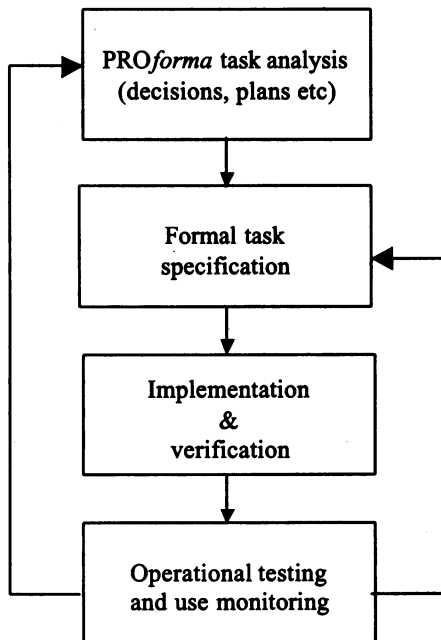 PROforma task analysis
(decisions, plans etc)
Formal task
specification
Implementation
&
verification
Operational testing
and use monitoring